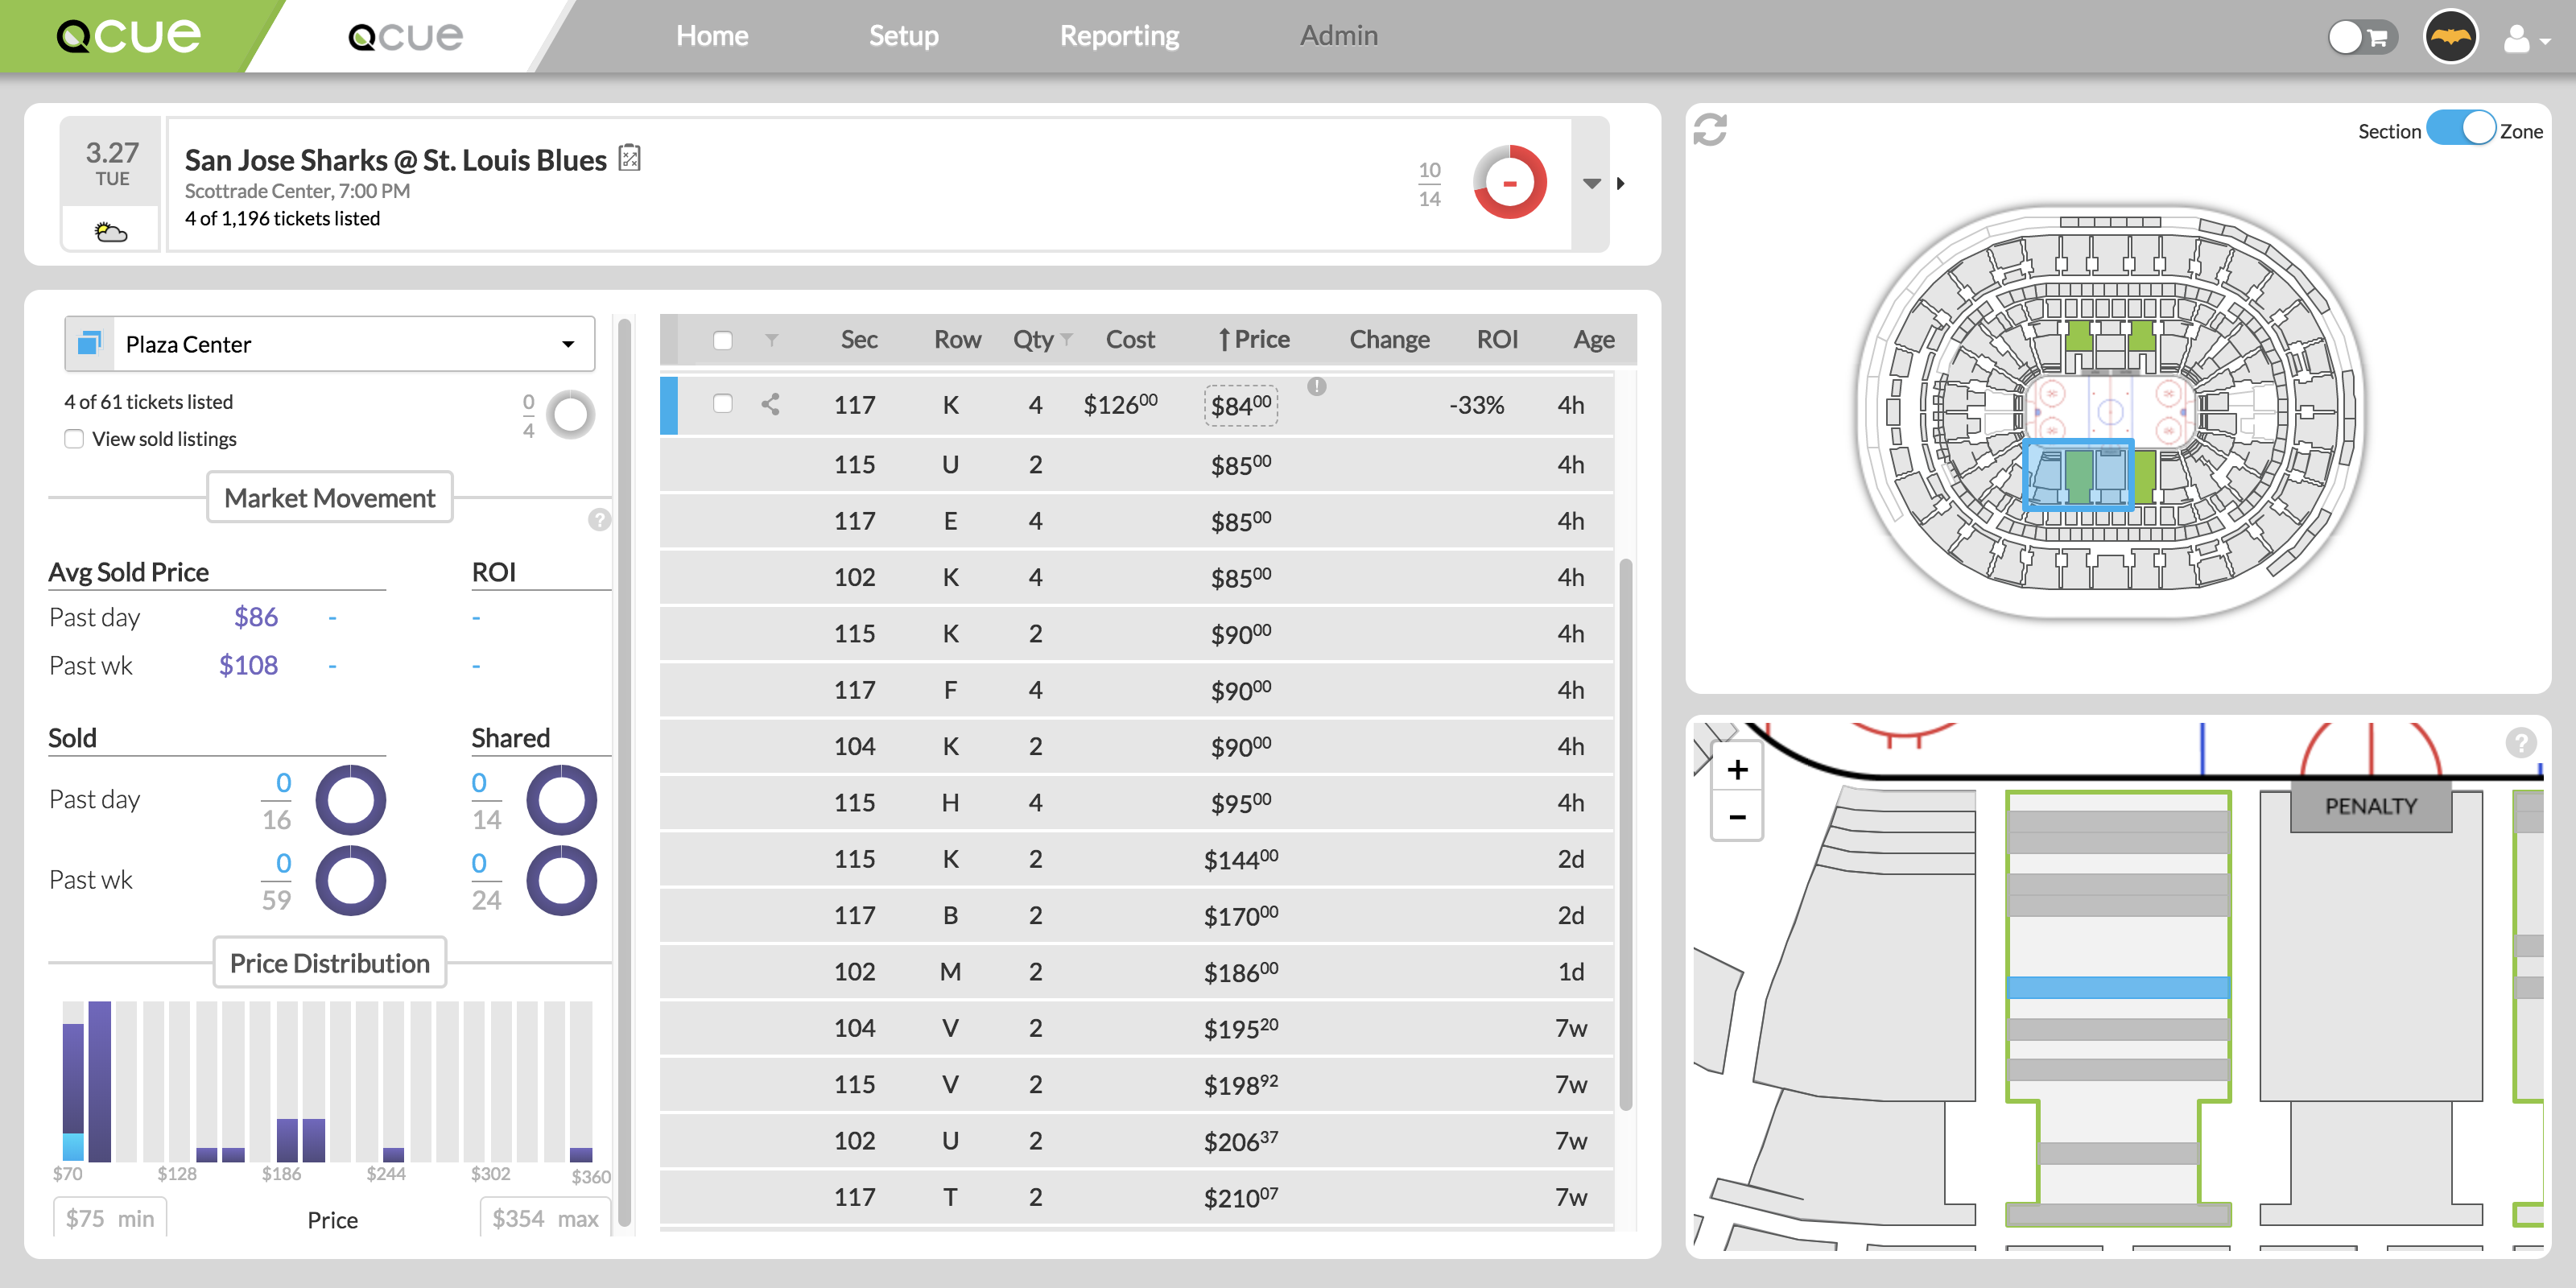 QCUE
QCUE
Home
Setup
Reporting
Admin
3.27
TUE
San Jose Sharks @ St. Louis Blues
Scottrade Center, 7:00 PM
4 of 1,196 tickets listed
10
14
-
Plaza Center
4 of 61 tickets listed
0
4
View sold listings
Market Movement
?
Avg Sold Price ROI
Past day $86 - -
Past wk $108 - -
Sold Shared
Past day 0 16 0 14
Past wk 0 59 0 24
Price Distribution
$70 $128 $186 $244 $302 $360
$75 min Price $354 max
Sec Row Qty Cost Price Change ROI Age
117 K 4 $126.00 $84.00 ! -33% 4h
115 U 2 $85.00 4h
117 E 4 $85.00 4h
102 K 4 $85.00 4h
115 K 2 $90.00 4h
117 F 4 $90.00 4h
104 K 2 $90.00 4h
115 H 4 $95.00 4h
115 K 2 $144.00 2d
117 B 2 $170.00 2d
102 M 2 $186.00 1d
104 V 2 $195.20 7w
115 V 2 $198.92 7w
102 U 2 $206.37 7w
117 T 2 $210.07 7w
Section Zone
+
-
?
PENALTY